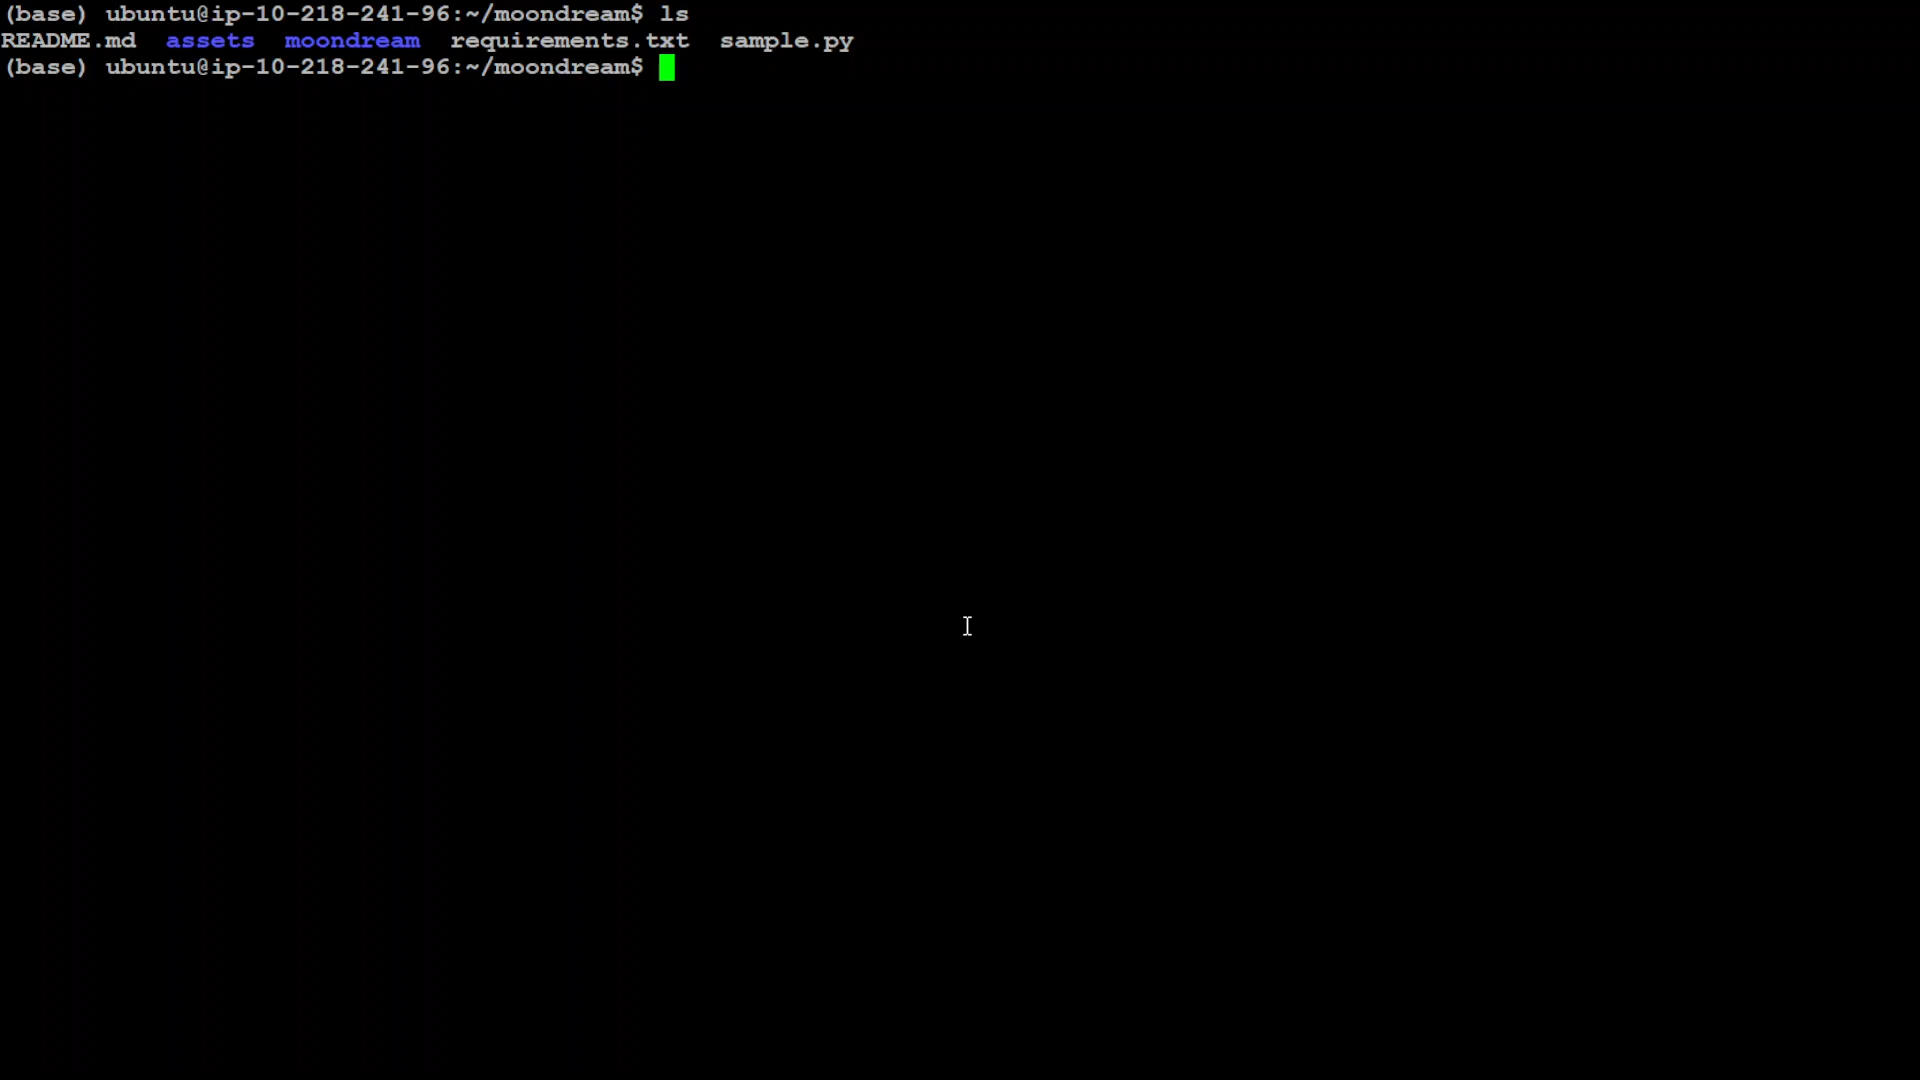 (base) ubuntu@ip-10-218-241-96:~/moondream$ ls
README.md  assets  moondream  requirements.txt  sample.py
(base) ubuntu@ip-10-218-241-96:~/moondream$